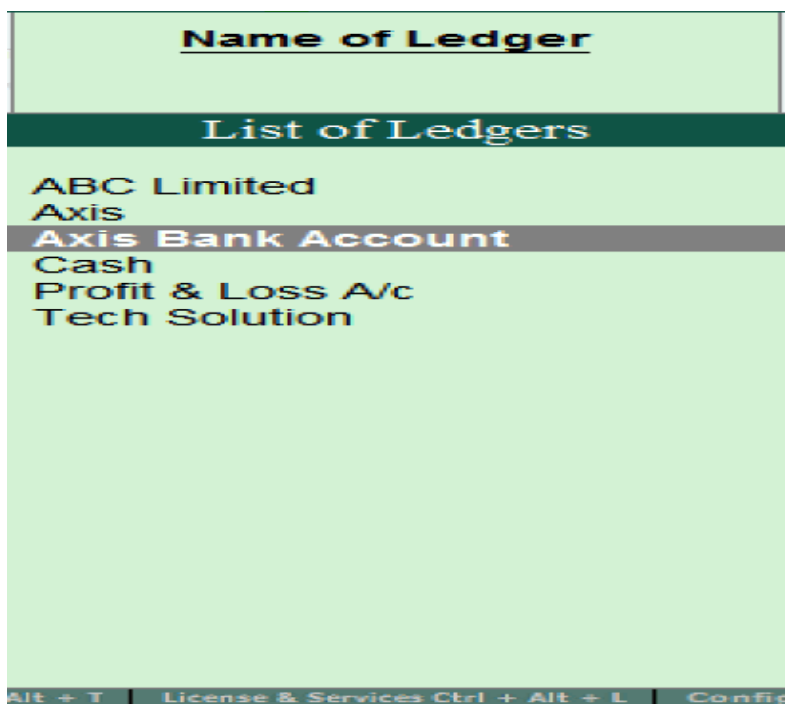 Name of Ledger
List of Ledgers
ABC Limited
Axis
Axis Bank Account
Cash
Profit & Loss A/c
Tech Solution
Alt + T | License & Services Ctrl + Alt + L | Config